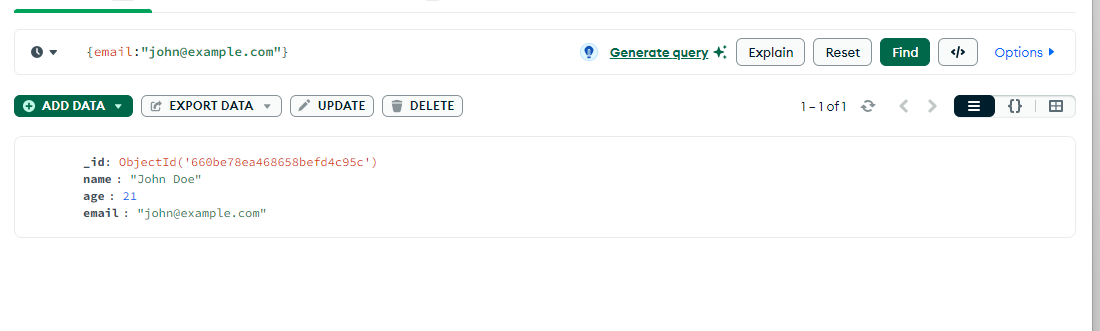 {email:"john@example.com"}
Generate query
Explain
Reset
Find
</>
Options
ADD DATA
EXPORT DATA
UPDATE
DELETE
1 – 1 of 1
{}
_id: ObjectId('660be78ea468658befd4c95c')
name : "John Doe"
age : 21
email : "john@example.com"